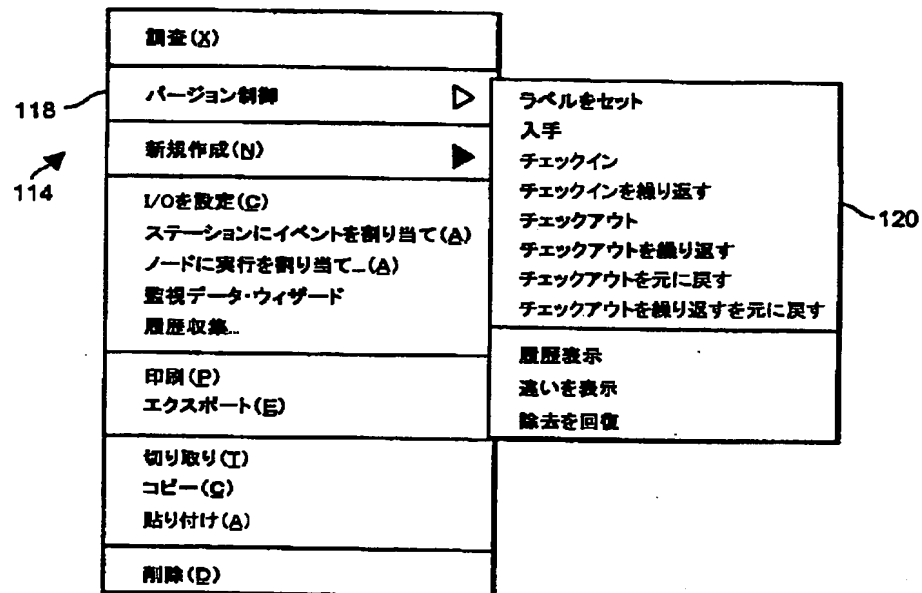 調査(X)
118
バージョン制御
新規作成(N)
114
I/Oを設定(C)
ステーションにイベントを割り当て(A)
ノードに実行を割り当て...(A)
監視データ・ウィザード
履歴収集...
印刷(P)
エクスポート(E)
切り取り(T)
コピー(C)
貼り付け(A)
削除(D)
ラベルをセット
入手
チェックイン
チェックインを繰り返す
チェックアウト
チェックアウトを繰り返す
チェックアウトを元に戻す
チェックアウトを繰り返すを元に戻す
120
履歴表示
違いを表示
除去を回復